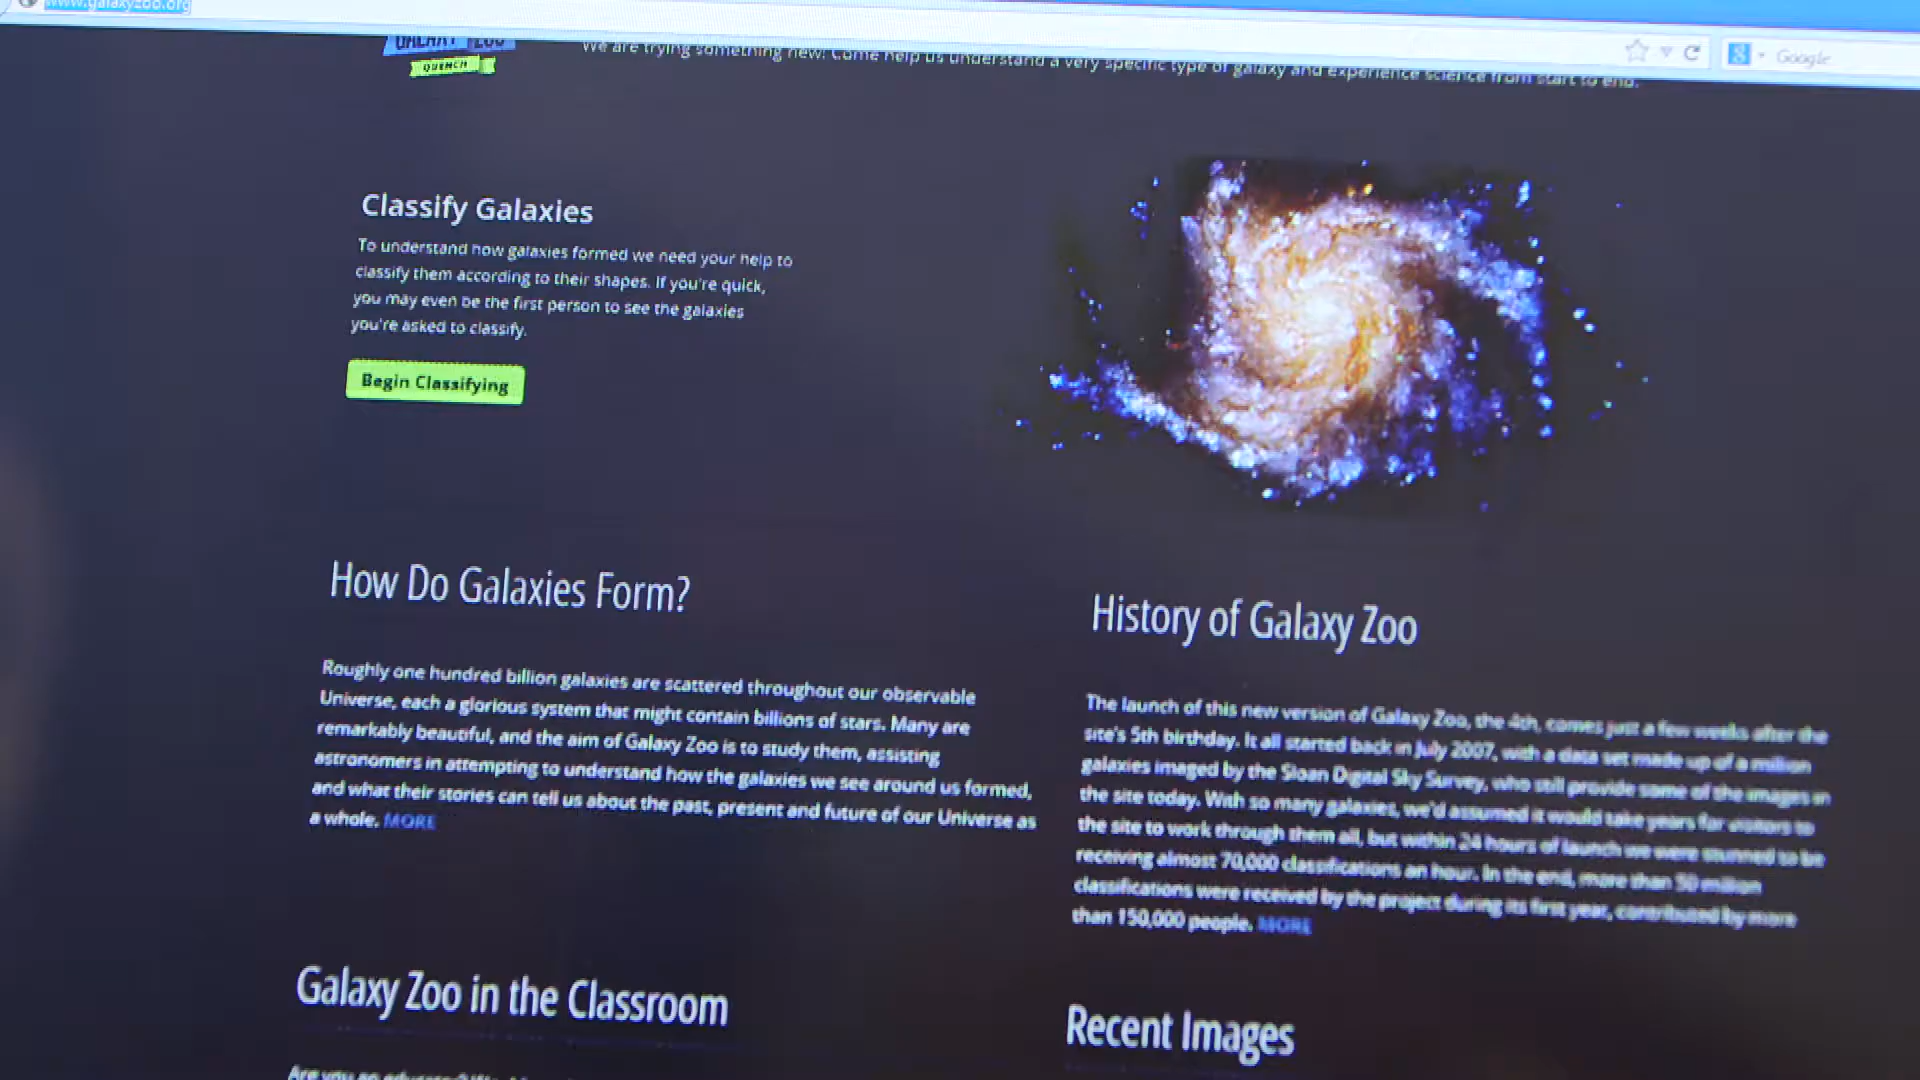 www.galaxyzoo.org
Google
GALAXY ZOO
QUENCH
We are trying something new! Come help us understand a very specific type of galaxy and experience science from start to end.
Classify Galaxies
To understand how galaxies formed we need your help to
classify them according to their shapes. If you're quick,
you may even be the first person to see the galaxies
you're asked to classify.
Begin Classifying
How Do Galaxies Form?
Roughly one hundred billion galaxies are scattered throughout our observable
Universe, each a glorious system that might contain billions of stars. Many are
remarkably beautiful, and the aim of Galaxy Zoo is to study them, assisting
astronomers in attempting to understand how the galaxies we see around us formed,
and what their stories can tell us about the past, present and future of our Universe as
a whole. MORE
History of Galaxy Zoo
The launch of this new version of Galaxy Zoo, the 4th, comes just a few weeks after the
site's 5th birthday. It all started back in July 2007, with a data set made up of a million
galaxies imaged by the Sloan Digital Sky Survey, who still provide some of the images in
the site today. With so many galaxies, we'd assumed it would take years for visitors to
the site to work through them all, but within 24 hours of launch we were stunned to be
receiving almost 70,000 classifications an hour. In the end, more than 50 million
classifications were received by the project during its first year, contributed by more
than 150,000 people. MORE
Galaxy Zoo in the Classroom
Are you an educator?
Recent Images